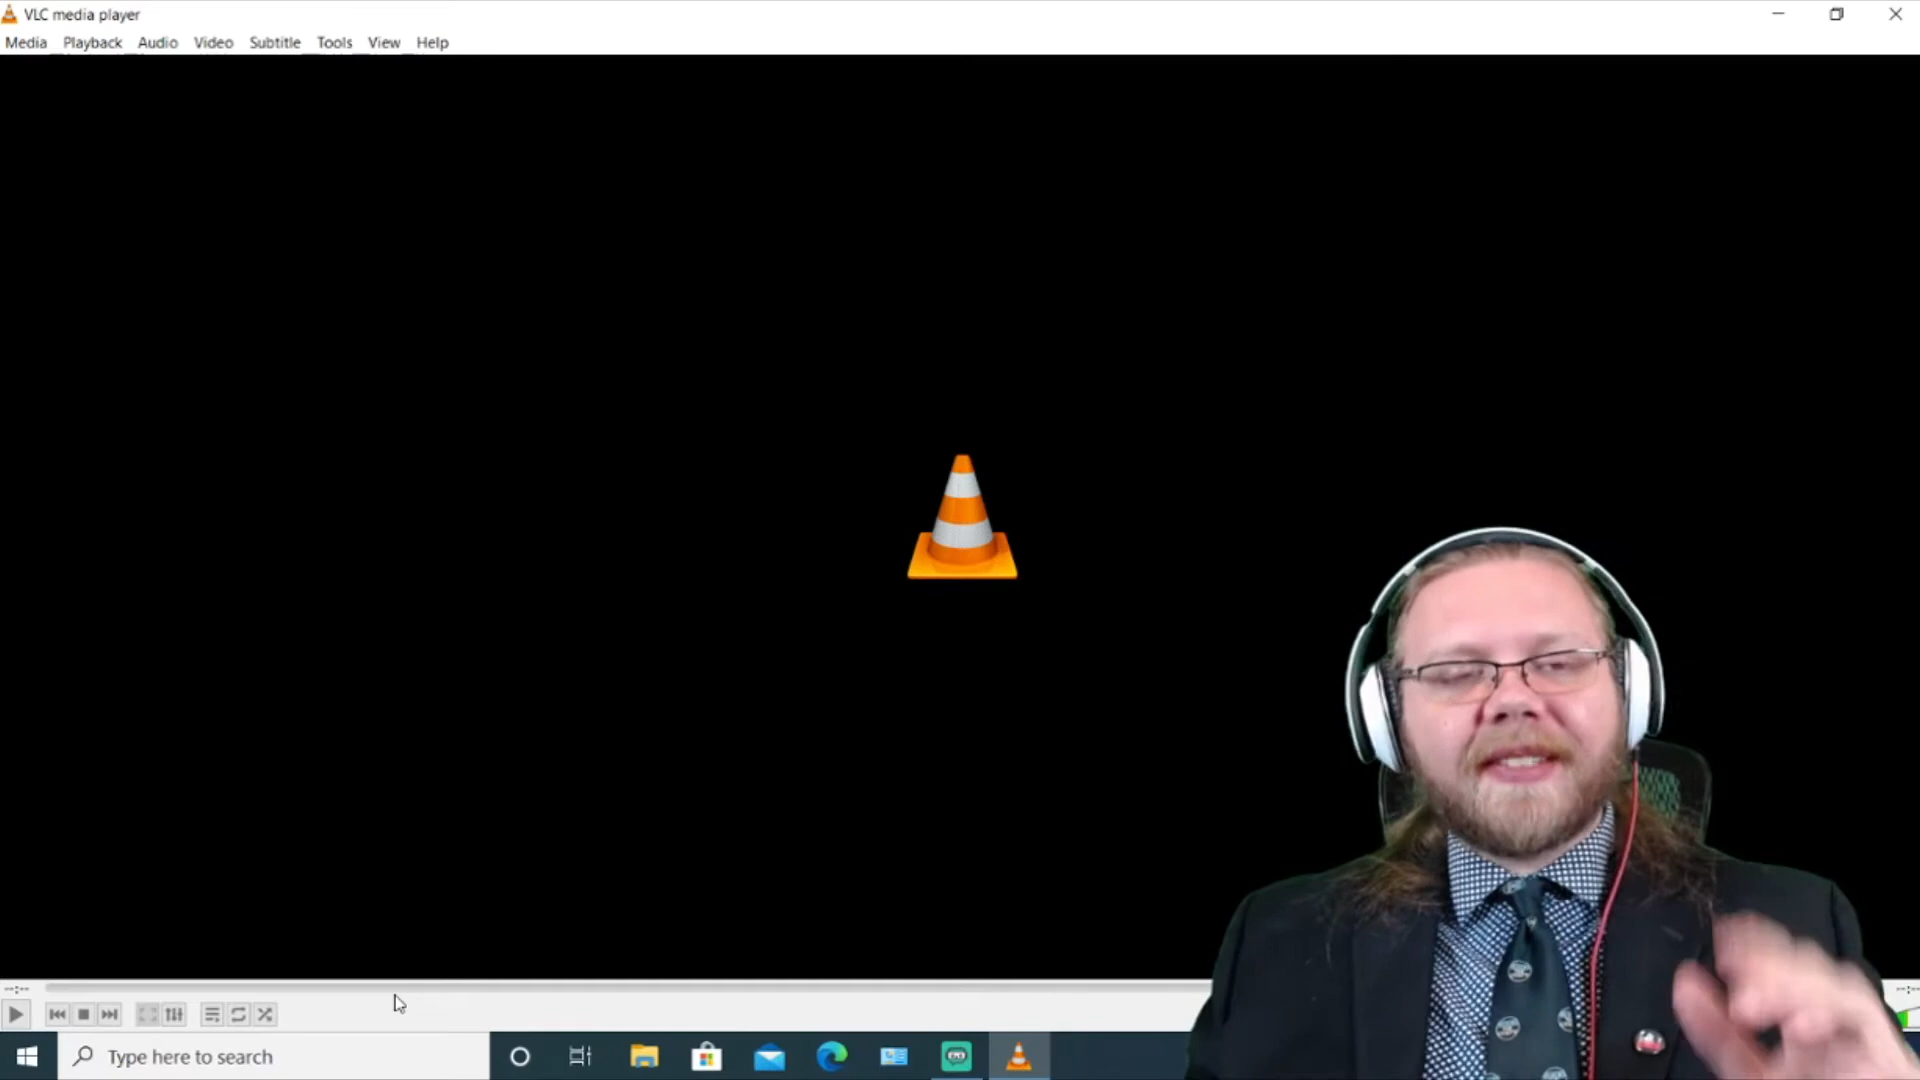 VLC media player
Media Playback Audio Video Subtitle Tools View Help
--:--
--:--
Type here to search